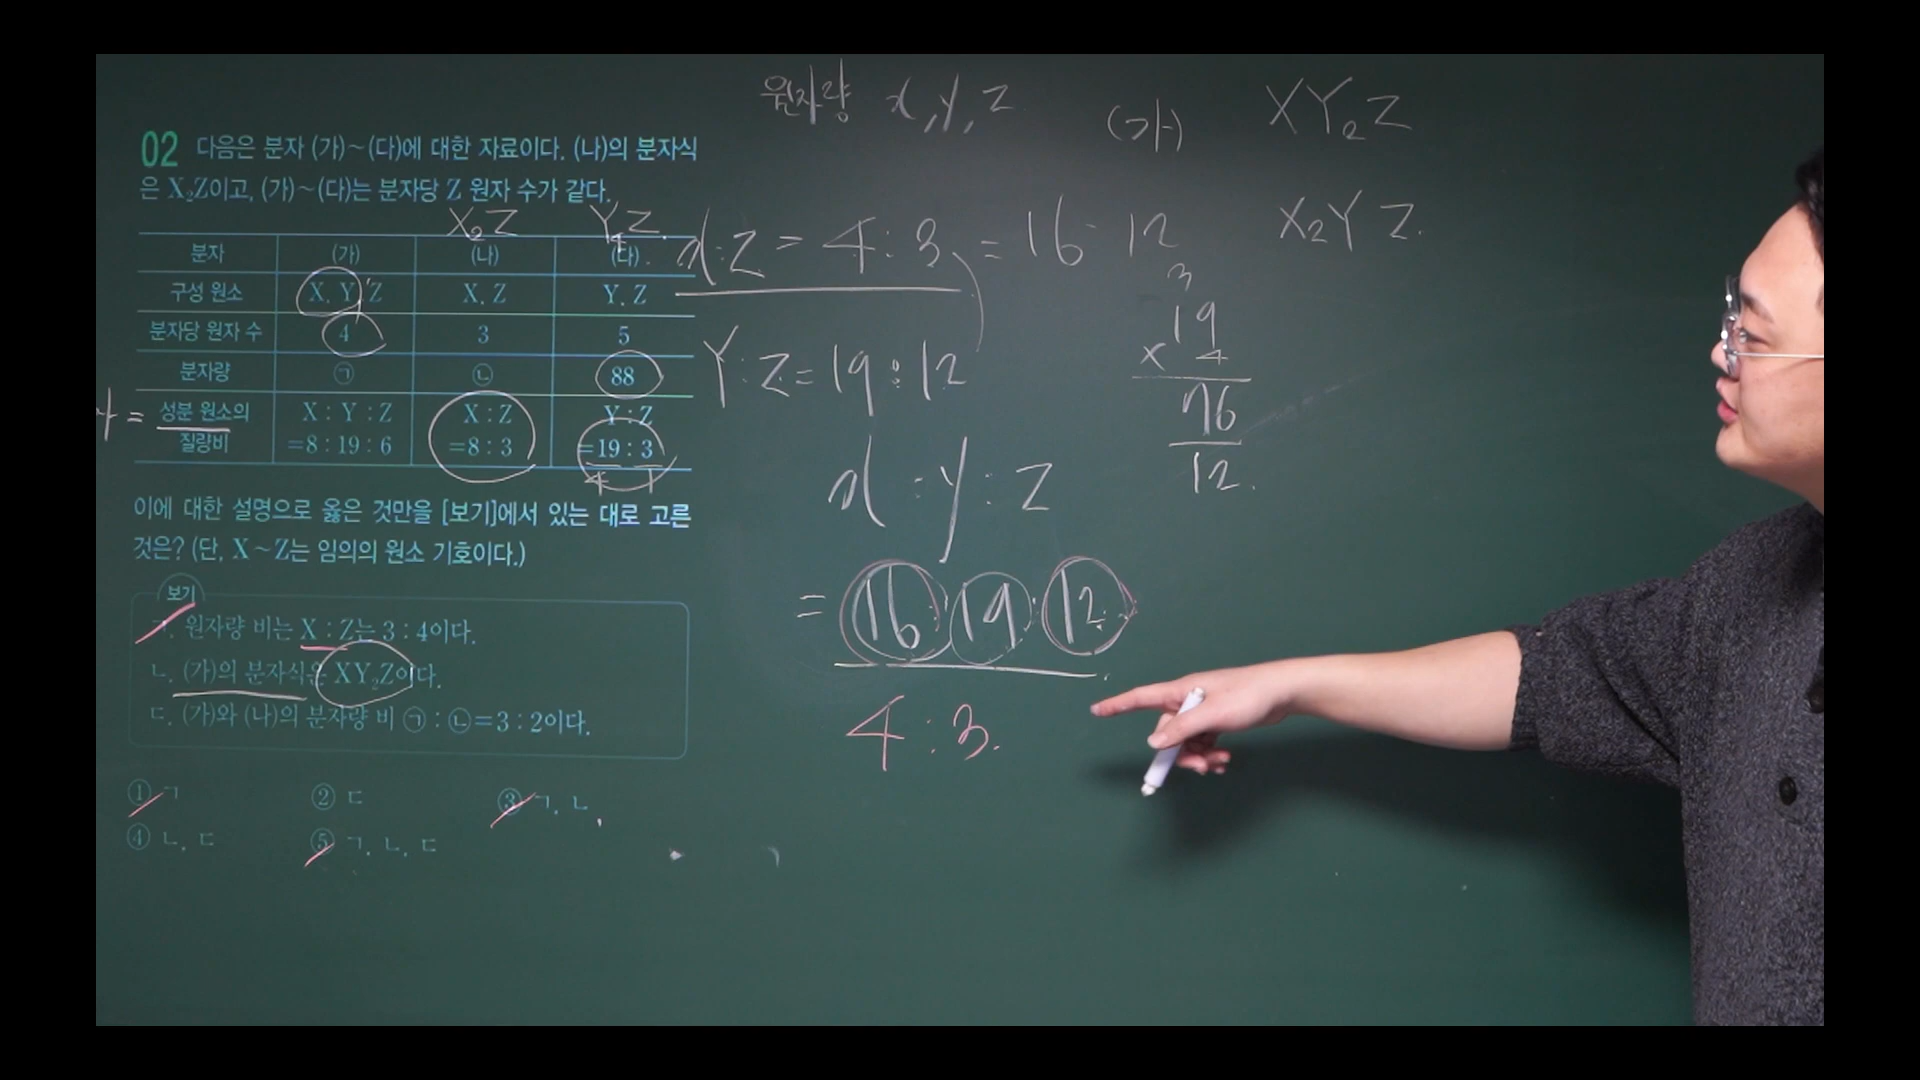 02 다음은 분자 (가)~(다)에 대한 자료이다. (나)의 분자식
은 X₂Z이고, (가)~(다)는 분자당 Z 원자 수가 같다.
X₂Z Y₄Z
분자 (가) (나) (다)
구성 원소 X, Y, Z X, Z Y, Z
분자당 원자 수 4 3 5
분자량 ㉠ ㉡ 88
성분 원소의 X : Y : Z X : Z Y : Z
질량비 =8 : 19 : 6 =8 : 3 =19 : 3
4 1
이에 대한 설명으로 옳은 것만을 [보기]에서 있는 대로 고른
것은? (단, X~Z는 임의의 원소 기호이다.)
보기
ㄱ. 원자량 비는 X : Z는 3 : 4이다.
ㄴ. (가)의 분자식은 XY₂Z이다.
ㄷ. (가)와 (나)의 분자량 비 ㉠ : ㉡=3 : 2이다.
① ㄱ ② ㄷ ③ ㄱ, ㄴ
④ ㄴ, ㄷ ⑤ ㄱ, ㄴ, ㄷ
원자량 x, y, z
(가) XY₂Z
X₂YZ.
x : z = 4 : 3 = 16 : 12
Y : Z = 19 : 12
3
19
× 4
76
12.
x : y : z
= 16 : 19 : 12
4 : 3.